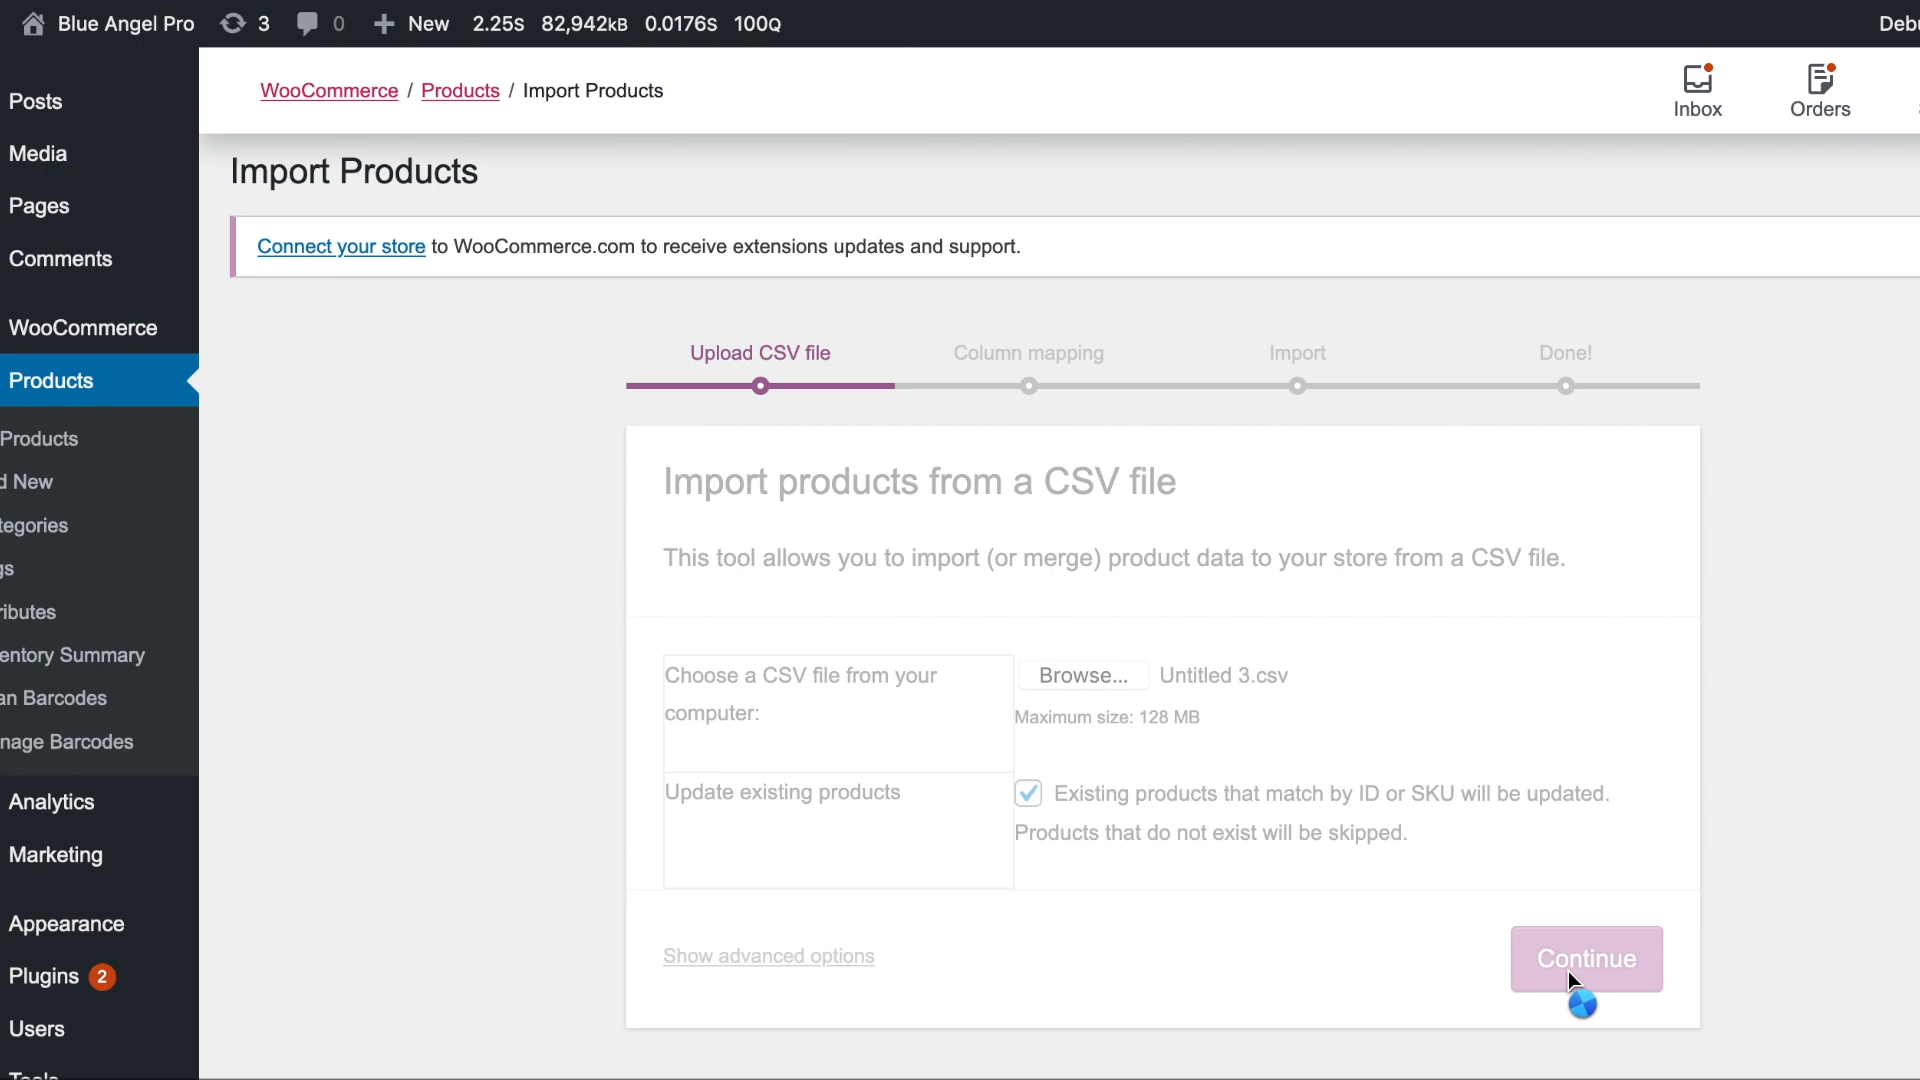 Blue Angel Pro 3 0 New 2.25s 82,942kB 0.0176s 100Q Debu
WooCommerce / Products / Import Products
Inbox
Orders
Posts
Media
Pages
Comments
WooCommerce
Products
Products
d New
tegories
gs
ributes
entory Summary
an Barcodes
nage Barcodes
Analytics
Marketing
Appearance
Plugins 2
Users
Import Products
Connect your store to WooCommerce.com to receive extensions updates and support.
Upload CSV file
Column mapping
Import
Done!
Import products from a CSV file
This tool allows you to import (or merge) product data to your store from a CSV file.
Choose a CSV file from your
computer:
Browse... Untitled 3.csv
Maximum size: 128 MB
Update existing products
Existing products that match by ID or SKU will be updated.
Products that do not exist will be skipped.
Show advanced options
Continue